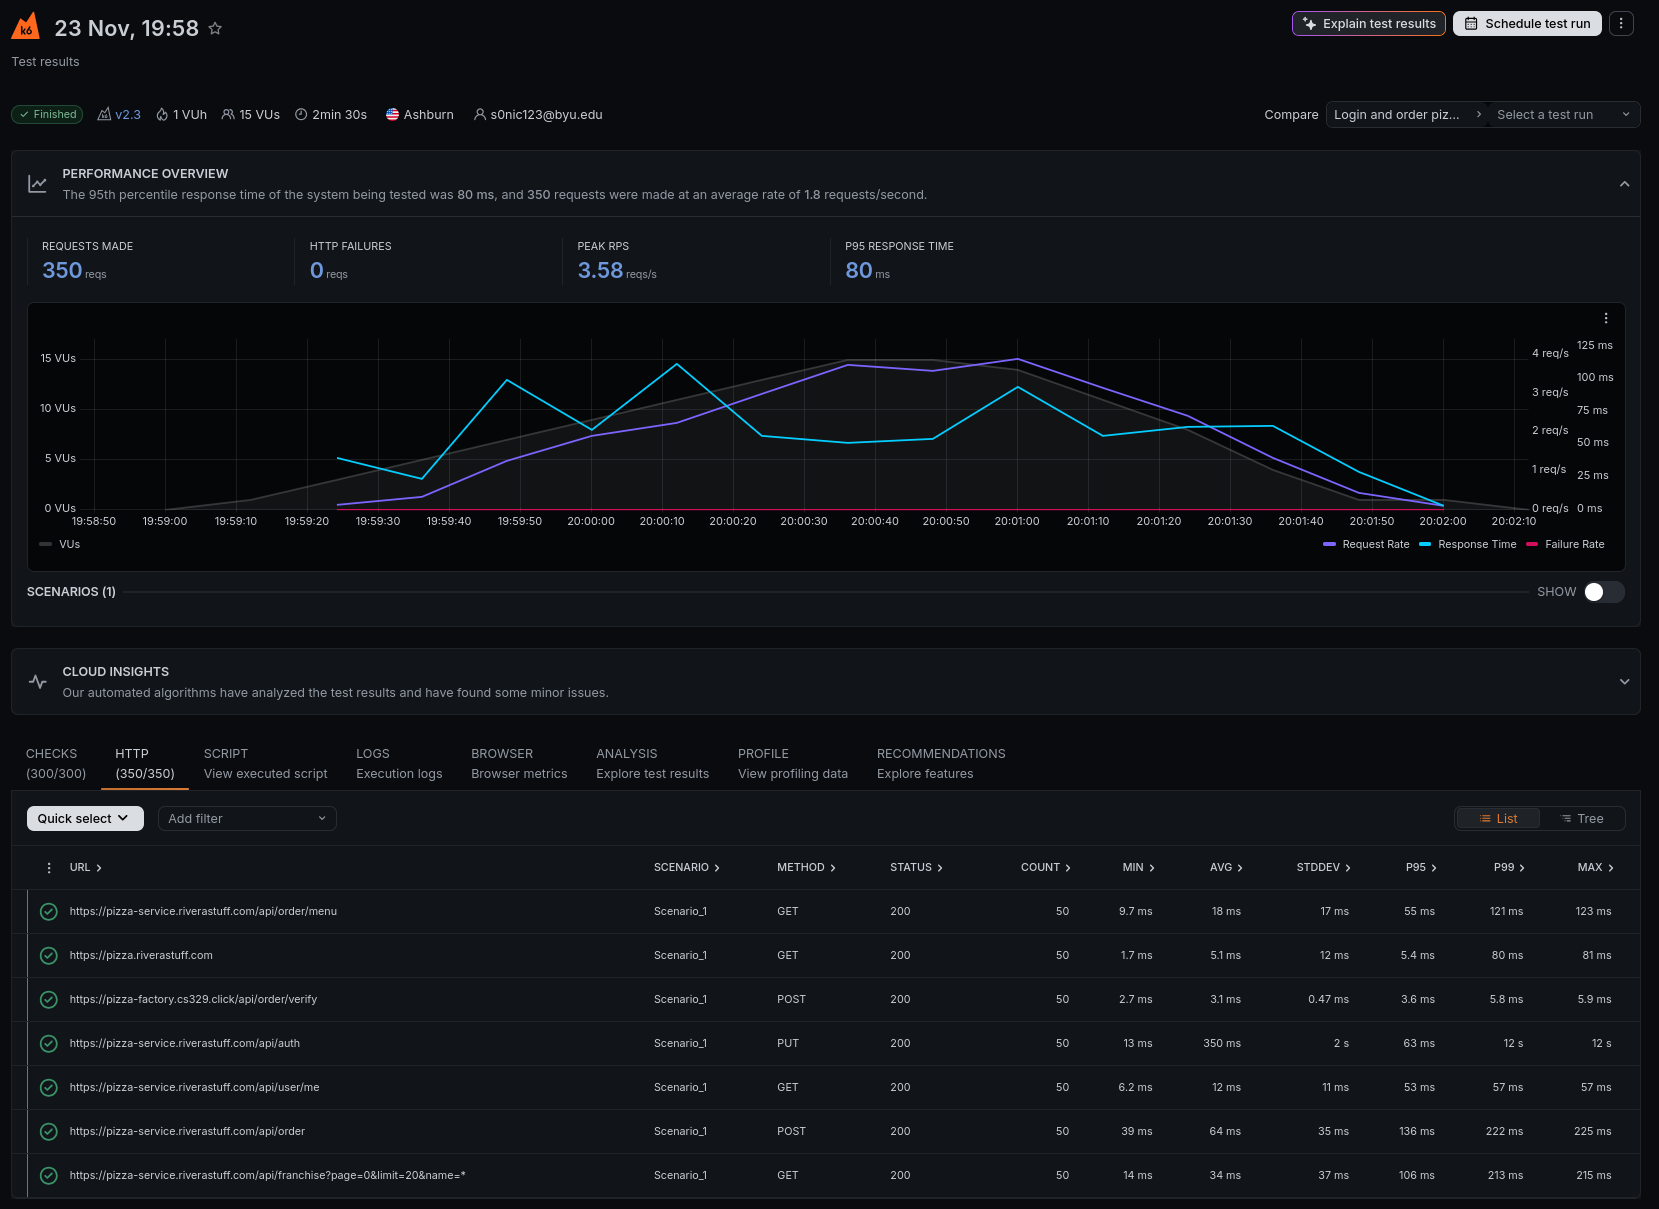 k6
23 Nov, 19:58
Explain test results
Schedule test run
Test results
Finished
v2.3
1 VUh
15 VUs
2min 30s
Ashburn
s0nic123@byu.edu
Compare
Login and order piz...
Select a test run
PERFORMANCE OVERVIEW
The 95th percentile response time of the system being tested was 80 ms, and 350 requests were made at an average rate of 1.8 requests/second.
REQUESTS MADE
350 reqs
HTTP FAILURES
0 reqs
PEAK RPS
3.58 reqs/s
P95 RESPONSE TIME
80 ms
15 VUs
10 VUs
5 VUs
0 VUs
4 req/s
3 req/s
2 req/s
1 req/s
0 req/s
125 ms
100 ms
75 ms
50 ms
25 ms
0 ms
19:58:50 19:59:00 19:59:10 19:59:20 19:59:30 19:59:40 19:59:50 20:00:00 20:00:10 20:00:20 20:00:30 20:00:40 20:00:50 20:01:00 20:01:10 20:01:20 20:01:30 20:01:40 20:01:50 20:02:00 20:02:10
VUs
Request Rate Response Time Failure Rate
SCENARIOS (1)
SHOW
CLOUD INSIGHTS
Our automated algorithms have analyzed the test results and have found some minor issues.
CHECKS
(300/300)
HTTP
(350/350)
SCRIPT
View executed script
LOGS
Execution logs
BROWSER
Browser metrics
ANALYSIS
Explore test results
PROFILE
View profiling data
RECOMMENDATIONS
Explore features
Quick select
Add filter
List
Tree
URL SCENARIO METHOD STATUS COUNT MIN AVG STDDEV P95 P99 MAX
https://pizza-service.riverastuff.com/api/order/menu Scenario_1 GET 200 50 9.7 ms 18 ms 17 ms 55 ms 121 ms 123 ms
https://pizza.riverastuff.com Scenario_1 GET 200 50 1.7 ms 5.1 ms 12 ms 5.4 ms 80 ms 81 ms
https://pizza-factory.cs329.click/api/order/verify Scenario_1 POST 200 50 2.7 ms 3.1 ms 0.47 ms 3.6 ms 5.8 ms 5.9 ms
https://pizza-service.riverastuff.com/api/auth Scenario_1 PUT 200 50 13 ms 350 ms 2 s 63 ms 12 s 12 s
https://pizza-service.riverastuff.com/api/user/me Scenario_1 GET 200 50 6.2 ms 12 ms 11 ms 53 ms 57 ms 57 ms
https://pizza-service.riverastuff.com/api/order Scenario_1 POST 200 50 39 ms 64 ms 35 ms 136 ms 222 ms 225 ms
https://pizza-service.riverastuff.com/api/franchise?page=0&limit=20&name=* Scenario_1 GET 200 50 14 ms 34 ms 37 ms 106 ms 213 ms 215 ms